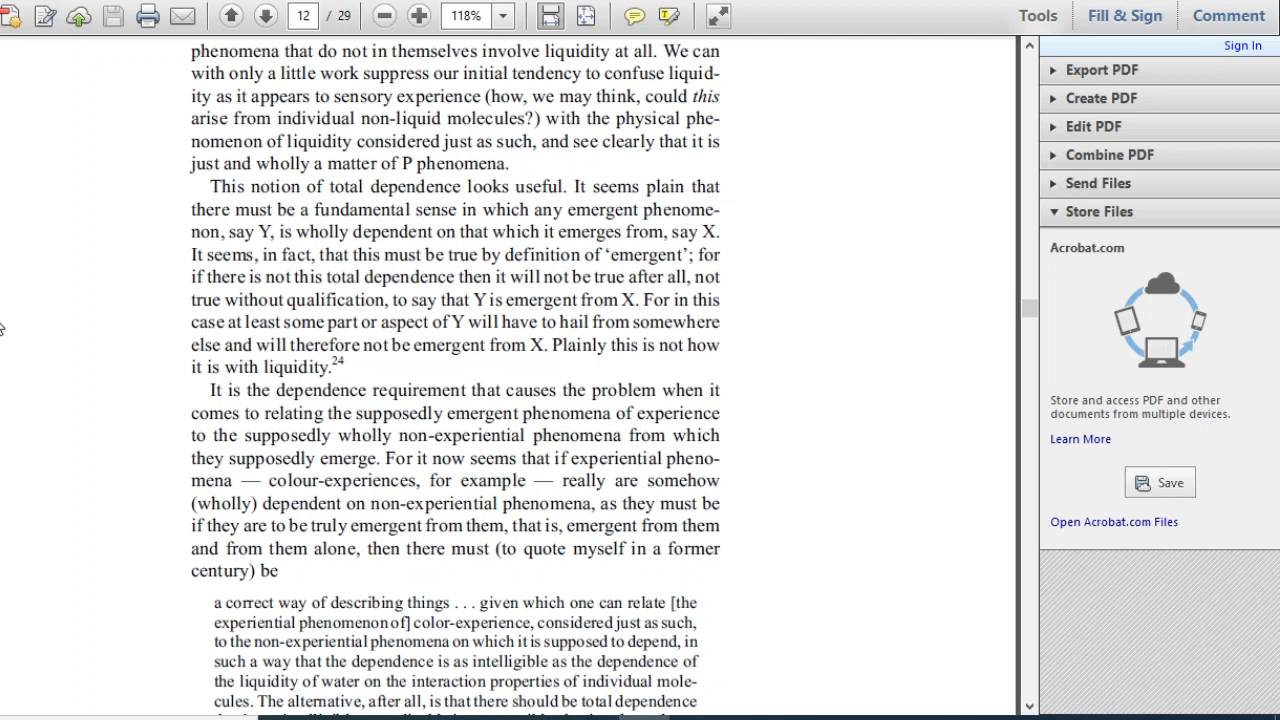 12 / 29
118%
Tools
Fill & Sign
Comment
Sign In
phenomena that do not in themselves involve liquidity at all. We can
with only a little work suppress our initial tendency to confuse liquid-
ity as it appears to sensory experience (how, we may think, could this
arise from individual non-liquid molecules?) with the physical phe-
nomenon of liquidity considered just as such, and see clearly that it is
just and wholly a matter of P phenomena.
This notion of total dependence looks useful. It seems plain that
there must be a fundamental sense in which any emergent phenome-
non, say Y, is wholly dependent on that which it emerges from, say X.
It seems, in fact, that this must be true by definition of ‘emergent’; for
if there is not this total dependence then it will not be true after all, not
true without qualification, to say that Y is emergent from X. For in this
case at least some part or aspect of Y will have to hail from somewhere
else and will therefore not be emergent from X. Plainly this is not how
it is with liquidity.24
It is the dependence requirement that causes the problem when it
comes to relating the supposedly emergent phenomena of experience
to the supposedly wholly non-experiential phenomena from which
they supposedly emerge. For it now seems that if experiential pheno-
mena — colour-experiences, for example — really are somehow
(wholly) dependent on non-experiential phenomena, as they must be
if they are to be truly emergent from them, that is, emergent from them
and from them alone, then there must (to quote myself in a former
century) be
a correct way of describing things . . . given which one can relate [the
experiential phenomenon of] color-experience, considered just as such,
to the non-experiential phenomena on which it is supposed to depend, in
such a way that the dependence is as intelligible as the dependence of
the liquidity of water on the interaction properties of individual mole-
cules. The alternative, after all, is that there should be total dependence
Export PDF
Create PDF
Edit PDF
Combine PDF
Send Files
Store Files
Acrobat.com
Store and access PDF and other
documents from multiple devices.
Learn More
Save
Open Acrobat.com Files